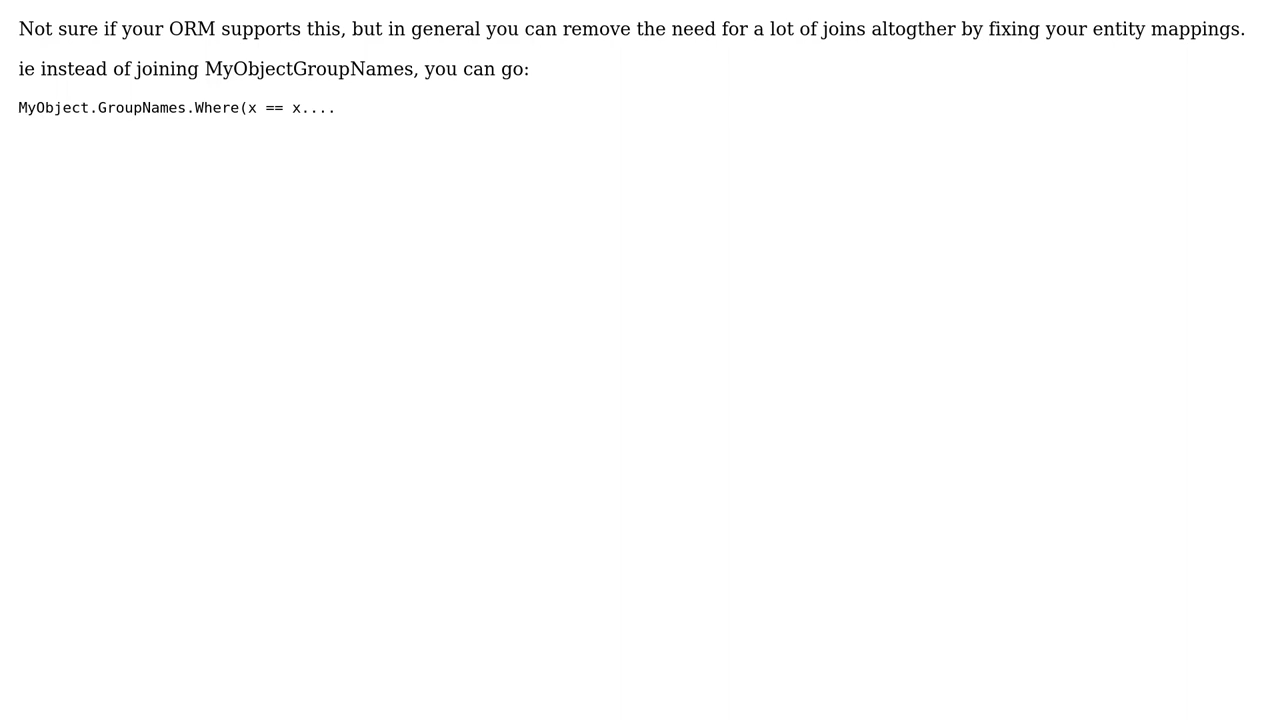 Not sure if your ORM supports this, but in general you can remove the need for a lot of joins altogther by fixing your entity mappings.
ie instead of joining MyObjectGroupNames, you can go:
MyObject.GroupNames.Where(x == x....